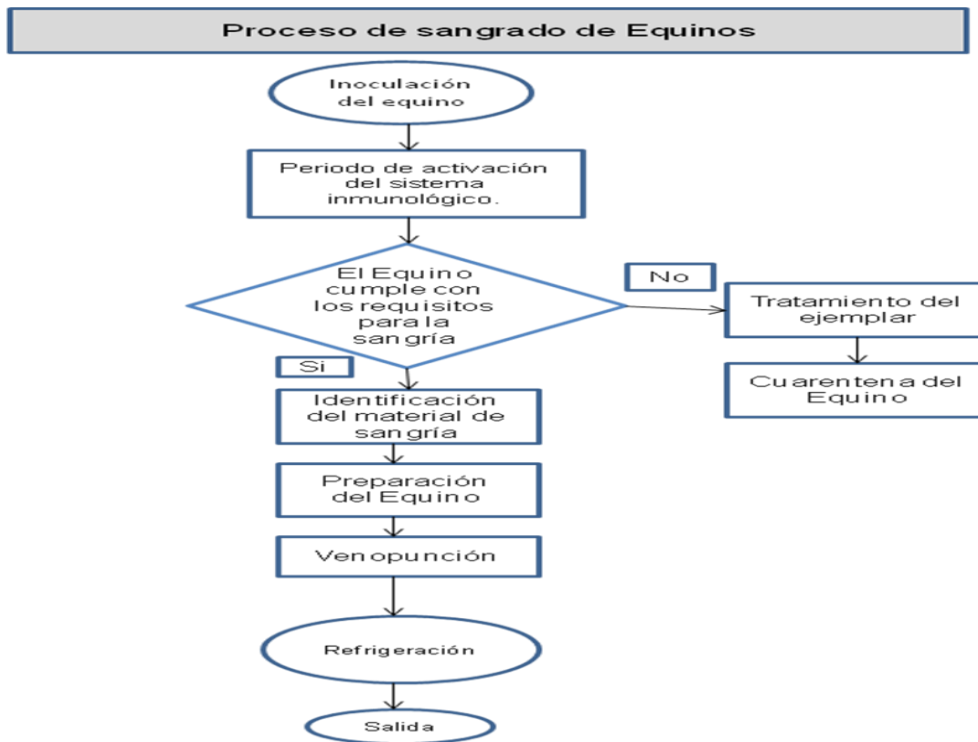 Proceso de sangrado de Equinos
Inoculación
del equino
Periodo de activación
del sistema
inmunológico.
El Equino
cumple con
los requisitos
para la
sangría
No
Tratamiento del
ejemplar
Cuarentena del
Equino
Si
Identificación
del material de
sangría
Preparación
del Equino
Venopunción
Refrigeración
Salida